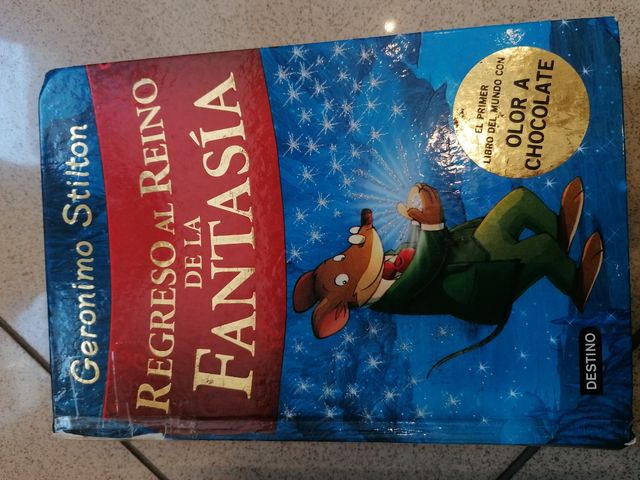 Geronimo Stilton
REGRESO AL REINO
DE LA
FANTASÍA
EL PRIMER
LIBRO DEL MUNDO CON
OLOR A
CHOCOLATE
DESTINO